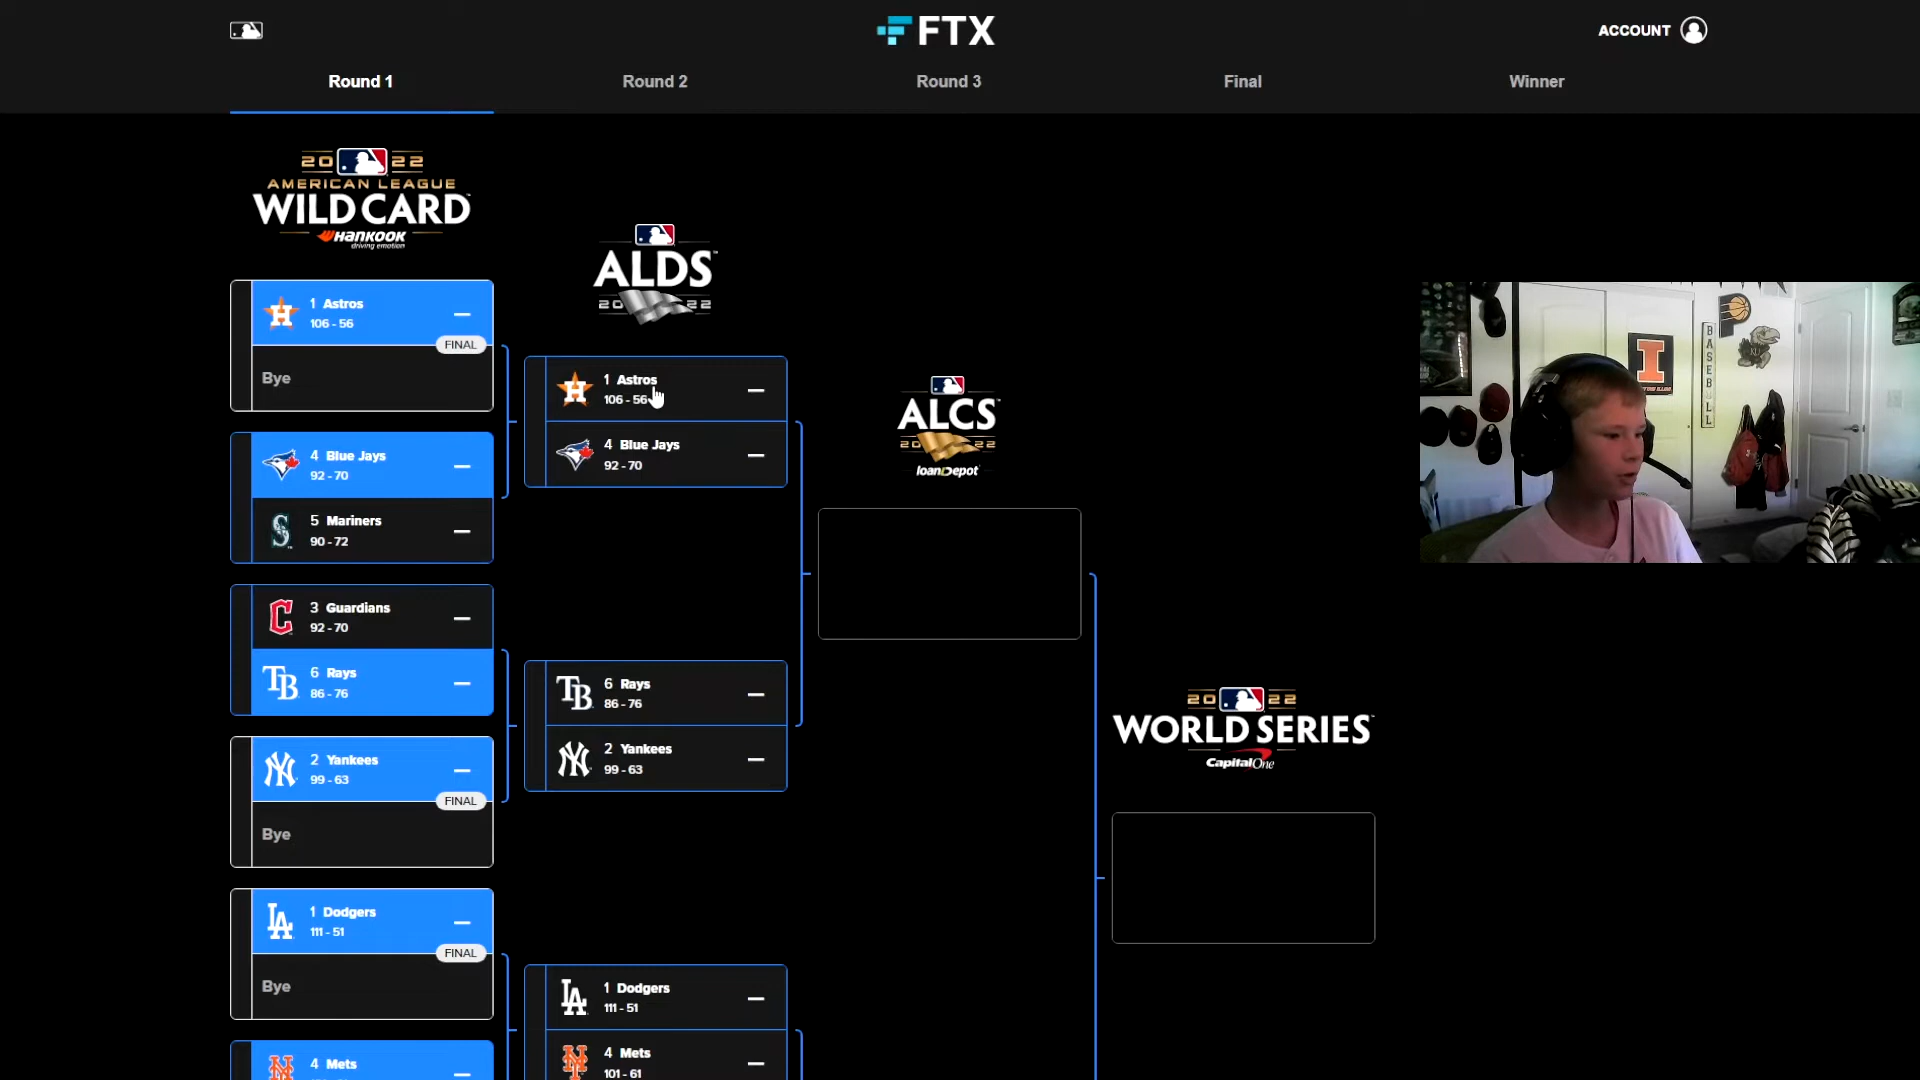 FTX
ACCOUNT
Round 1
Round 2
Round 3
Final
Winner
2022
AMERICAN LEAGUE
WILD CARD
HANKOOK
driving emotion
ALDS
2022
ALCS
2022
loanDepot
WORLD SERIES
2022
CapitalOne
1 Astros
106 - 56
FINAL
Bye
4 Blue Jays
92 - 70
5 Mariners
90 - 72
3 Guardians
92 - 70
6 Rays
86 - 76
2 Yankees
99 - 63
FINAL
Bye
1 Dodgers
111 - 51
FINAL
Bye
4 Mets
1 Astros
106 - 56
4 Blue Jays
92 - 70
6 Rays
86 - 76
2 Yankees
99 - 63
1 Dodgers
111 - 51
4 Mets
101 - 61
BASEBALL